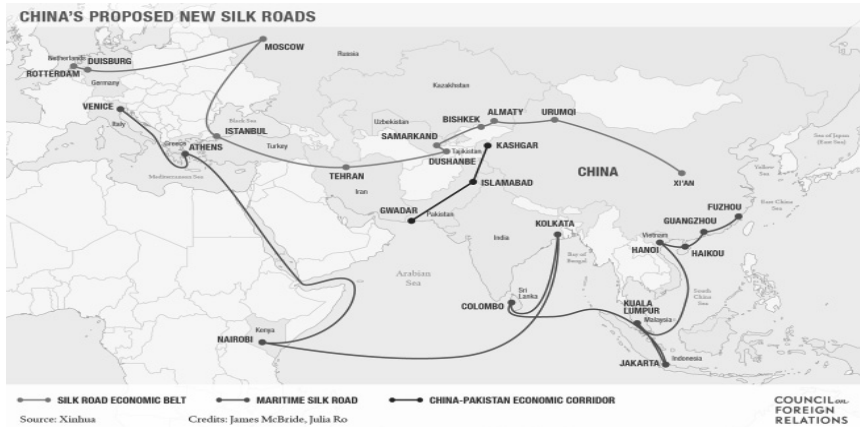 CHINA'S PROPOSED NEW SILK ROADS
MOSCOW
Russia
Netherlands
DUISBURG
ROTTERDAM
Germany
Kazakhstan
VENICE
Italy
Black Sea
Uzbekistan
BISHKEK
ALMATY
URUMQI
ISTANBUL
SAMARKAND
Greece
ATHENS
Turkey
Tajikistan
KASHGAR
DUSHANBE
Sea of Japan
(East Sea)
Mediterranean Sea
TEHRAN
CHINA
Yellow
Sea
ISLAMABAD
XI'AN
Iran
GWADAR
Pakistan
East China
Sea
FUZHOU
KOLKATA
GUANGZHOU
Vietnam
HANOI
HAIKOU
India
Bay of
Bengal
Arabian
Sea
Sri
Lanka
South
China Sea
COLOMBO
KUALA
LUMPUR
Malaysia
Kenya
NAIROBI
JAKARTA
Indonesia
SILK ROAD ECONOMIC BELT
MARITIME SILK ROAD
CHINA-PAKISTAN ECONOMIC CORRIDOR
Source: Xinhua
Credits: James McBride, Julia Ro
COUNCIL on
FOREIGN
RELATIONS